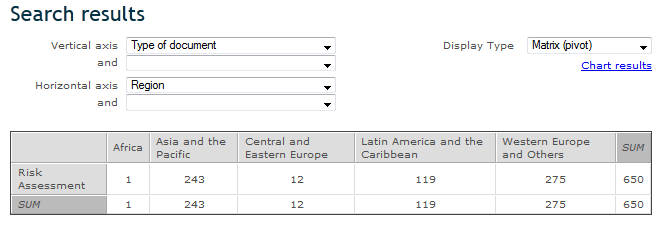 Search results
Vertical axis Type of document Display Type Matrix (pivot)
and Chart results
Horizontal axis Region
and
Africa Asia and the Pacific Central and Eastern Europe Latin America and the Caribbean Western Europe and Others SUM
Risk Assessment 1 243 12 119 275 650
SUM 1 243 12 119 275 650